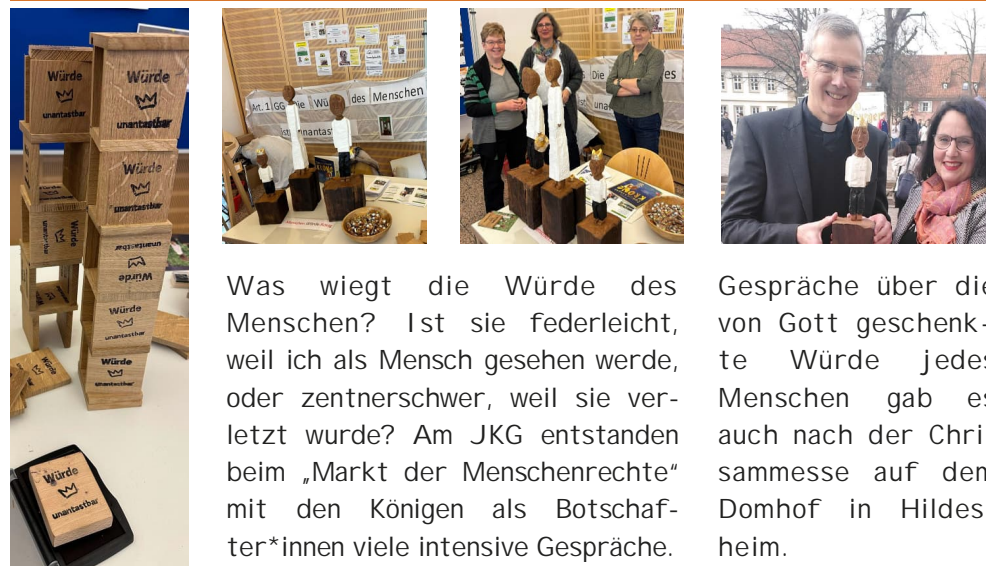 Würde
unantastbar
Würde
unantastbar
Würde
unantastbar
Würde
unantastbar
unantastbar
Würde
Würde
unantastbar
Würde
unantastbar
Würde
unantastbar
Art. 1 GG Die Wü des Menschen
ist unantast
Die es
una
Was wiegt die Würde des
Menschen? Ist sie federleicht,
weil ich als Mensch gesehen werde,
oder zentnerschwer, weil sie ver-
letzt wurde? Am JKG entstanden
beim „Markt der Menschenrechte“
mit den Königen als Botschaf-
ter*innen viele intensive Gespräche.
Gespräche über die
von Gott geschenk-
te Würde jedes
Menschen gab es
auch nach der Chri
sammesse auf dem
Domhof in Hildes
heim.